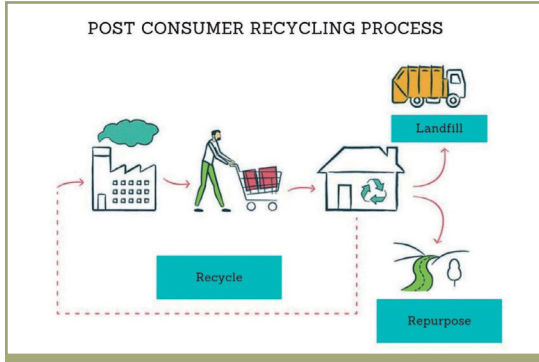 POST CONSUMER RECYCLING PROCESS
Landfill
Recycle
Repurpose